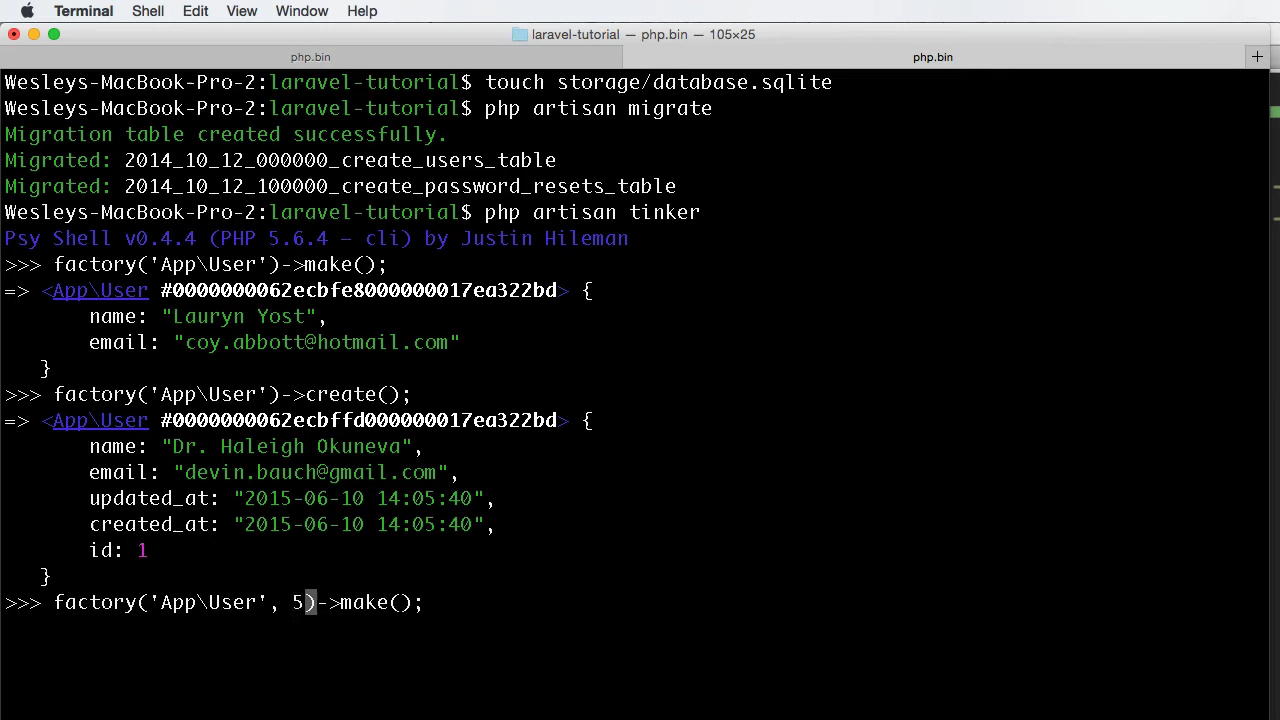 Terminal Shell Edit View Window Help
laravel-tutorial — php.bin — 105×25
php.bin php.bin +
Wesleys-MacBook-Pro-2:laravel-tutorial$ touch storage/database.sqlite
Wesleys-MacBook-Pro-2:laravel-tutorial$ php artisan migrate
Migration table created successfully.
Migrated: 2014_10_12_000000_create_users_table
Migrated: 2014_10_12_100000_create_password_resets_table
Wesleys-MacBook-Pro-2:laravel-tutorial$ php artisan tinker
Psy Shell v0.4.4 (PHP 5.6.4 — cli) by Justin Hileman
>>> factory('App\User')->make();
=> <App\User #0000000062ecbfe8000000017ea322bd> {
name: "Lauryn Yost",
email: "coy.abbott@hotmail.com"
}
>>> factory('App\User')->create();
=> <App\User #0000000062ecbffd000000017ea322bd> {
name: "Dr. Haleigh Okuneva",
email: "devin.bauch@gmail.com",
updated_at: "2015-06-10 14:05:40",
created_at: "2015-06-10 14:05:40",
id: 1
}
>>> factory('App\User', 5)->make();